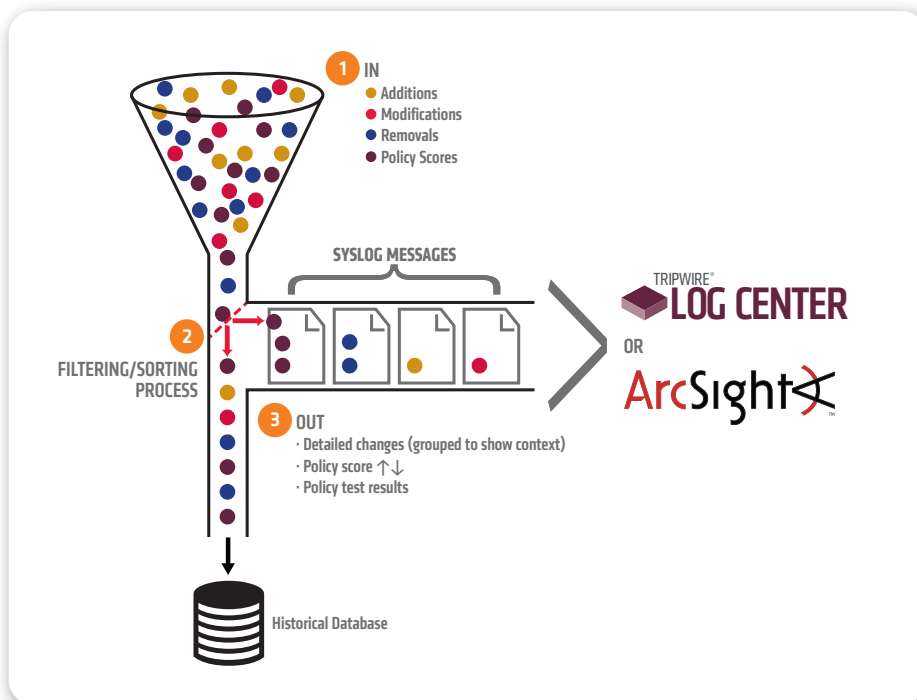 1 IN
Additions
Modifications
Removals
Policy Scores
SYSLOG MESSAGES
TRIPWIRE®
LOG CENTER
OR
ArcSight
™
2
FILTERING/SORTING
PROCESS
3 OUT
· Detailed changes (grouped to show context)
· Policy score ↑↓
· Policy test results
Historical Database